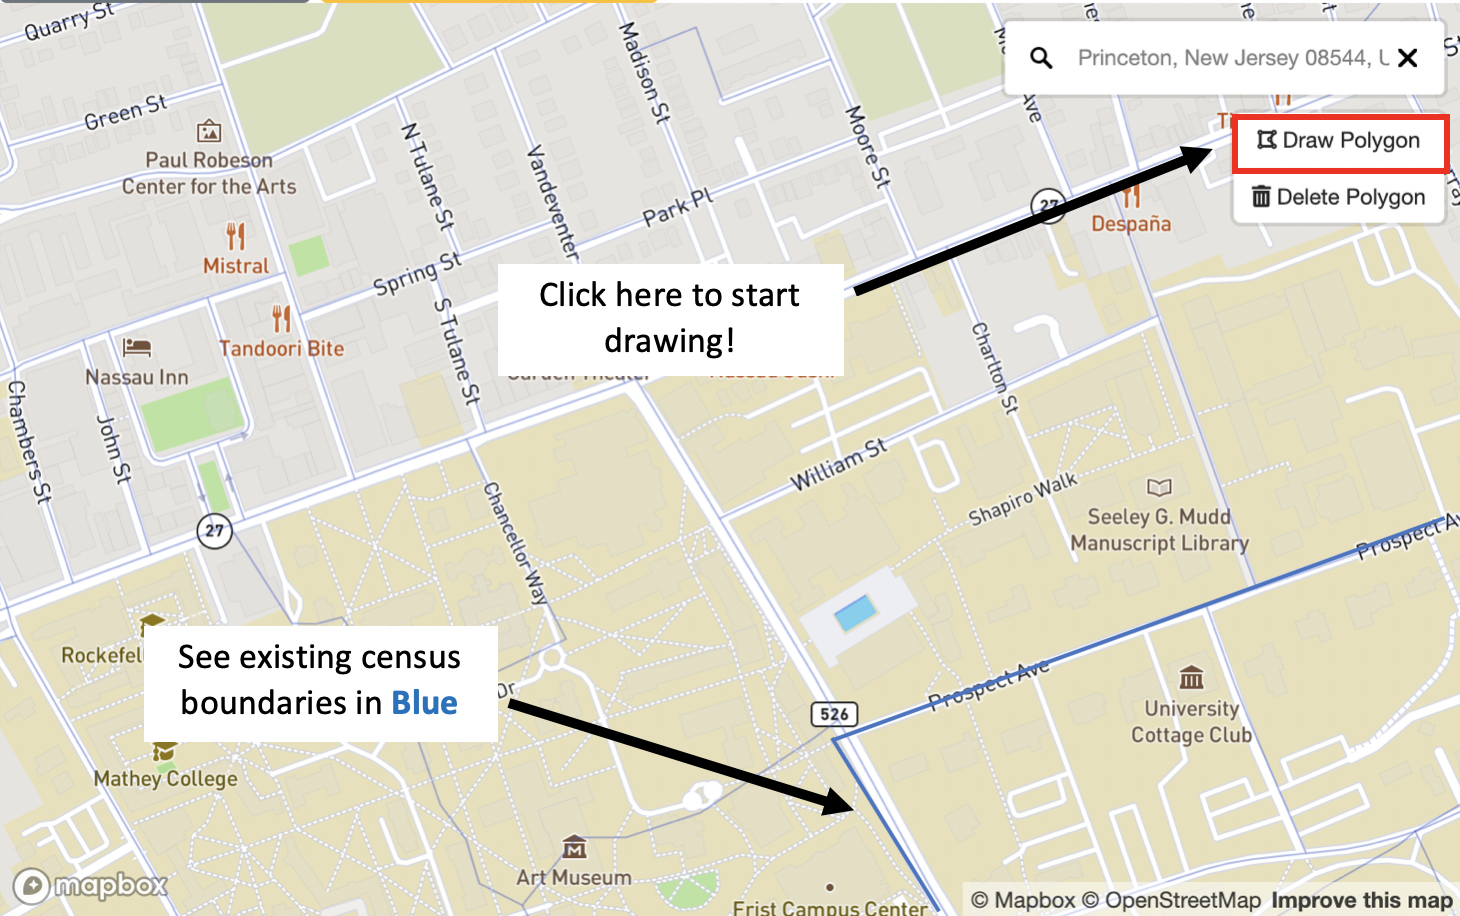 Quarry St
Madison St
Princeton, New Jersey 08544, U
Green St
Paul Robeson
Center for the Arts
N Tulane St
Vandeventer
Moore St
Ave
Draw Polygon
Delete Polygon
Park Pl
27
Despaña
Mistral
Spring St
Click here to start
drawing!
S Tulane St
Tandoori Bite
Nassau Inn
Charlton St
Chambers St
John St
William St
Chancellor Way
Shapiro Walk
Seeley G. Mudd
Manuscript Library
27
Prospect Av
Rockefel
See existing census
boundaries in Blue
Dr
Prospect Ave
526
University
Cottage Club
Mathey College
Art Museum
mapbox
Frist Campus Center
© Mapbox © OpenStreetMap Improve this map